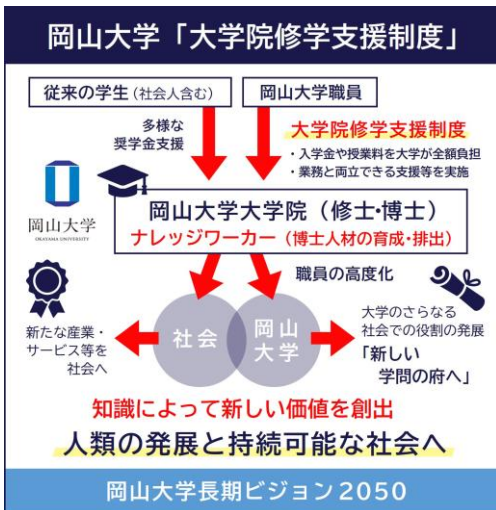 岡山大学「大学院修学支援制度」
従来の学生(社会人含む)
岡山大学職員
多様な
奨学金支援
大学院修学支援制度
・入学金や授業料を大学が全額負担
・業務と両立できる支援等を実施
岡山大学
OKAYAMA UNIVERSITY
岡山大学大学院(修士・博士)
ナレッジワーカー(博士人材の育成・排出)
職員の高度化
新たな産業・
サービス等を
社会へ
社会
岡山
大学
大学のさらなる
社会での役割の発展
「新しい
学問の府へ」
知識によって新しい価値を創出
人類の発展と持続可能な社会へ
岡山大学長期ビジョン2050